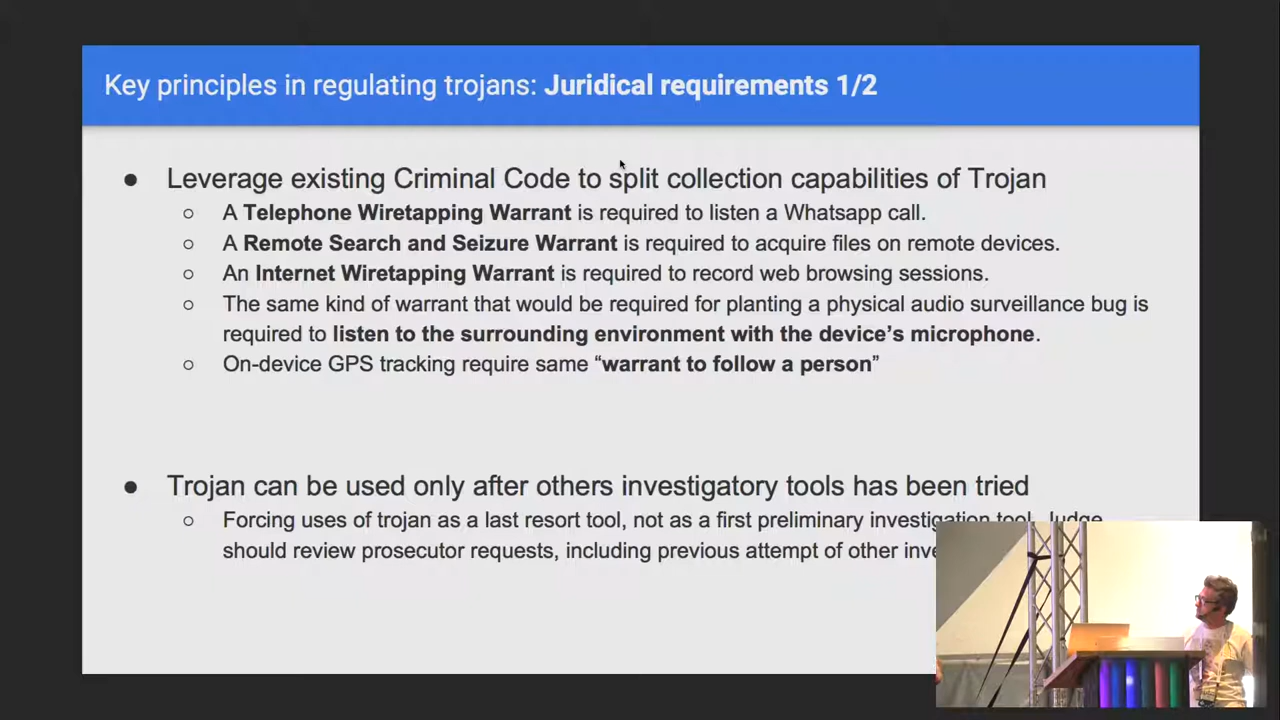 Key principles in regulating trojans: Juridical requirements 1/2
● Leverage existing Criminal Code to split collection capabilities of Trojan
○ A Telephone Wiretapping Warrant is required to listen a Whatsapp call.
○ A Remote Search and Seizure Warrant is required to acquire files on remote devices.
○ An Internet Wiretapping Warrant is required to record web browsing sessions.
○ The same kind of warrant that would be required for planting a physical audio surveillance bug is
required to listen to the surrounding environment with the device's microphone.
○ On-device GPS tracking require same “warrant to follow a person”
● Trojan can be used only after others investigatory tools has been tried
○ Forcing uses of trojan as a last resort tool, not as a first preliminary investigation tool. Judge
should review prosecutor requests, including previous attempt of other